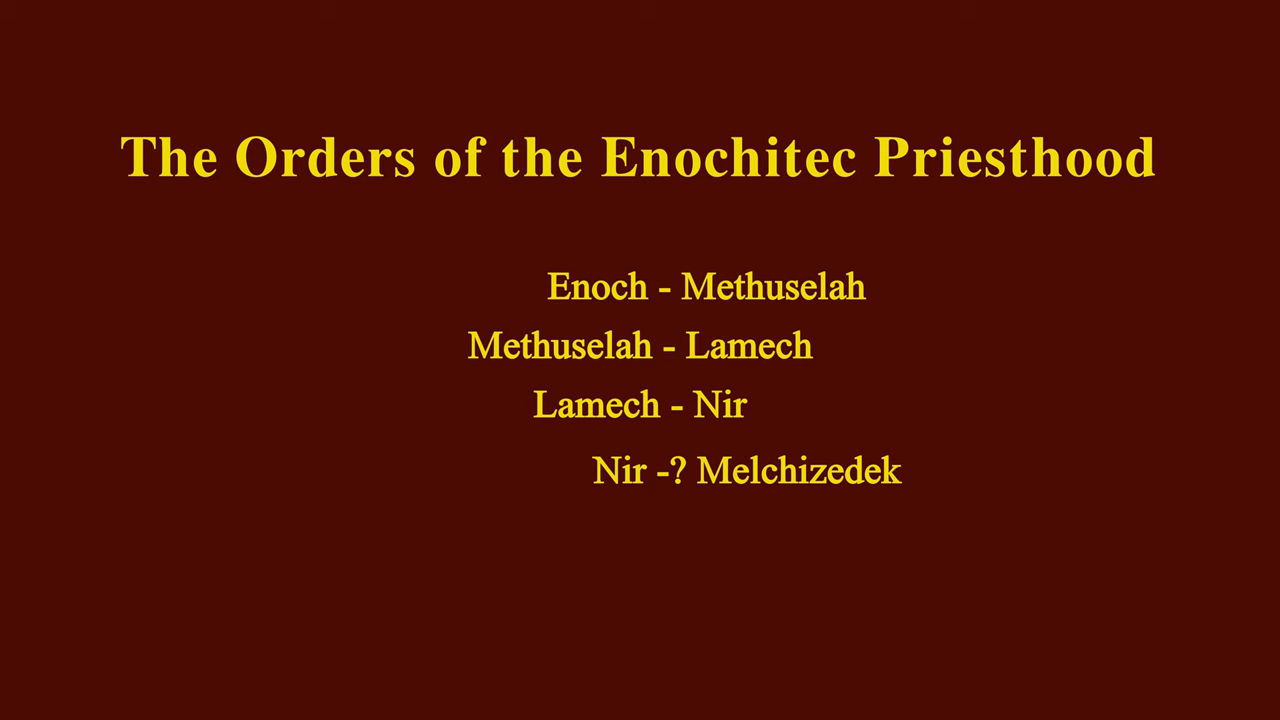 The Orders of the Enochitec Priesthood
Enoch - Methuselah
Methuselah - Lamech
Lamech - Nir
Nir -? Melchizedek